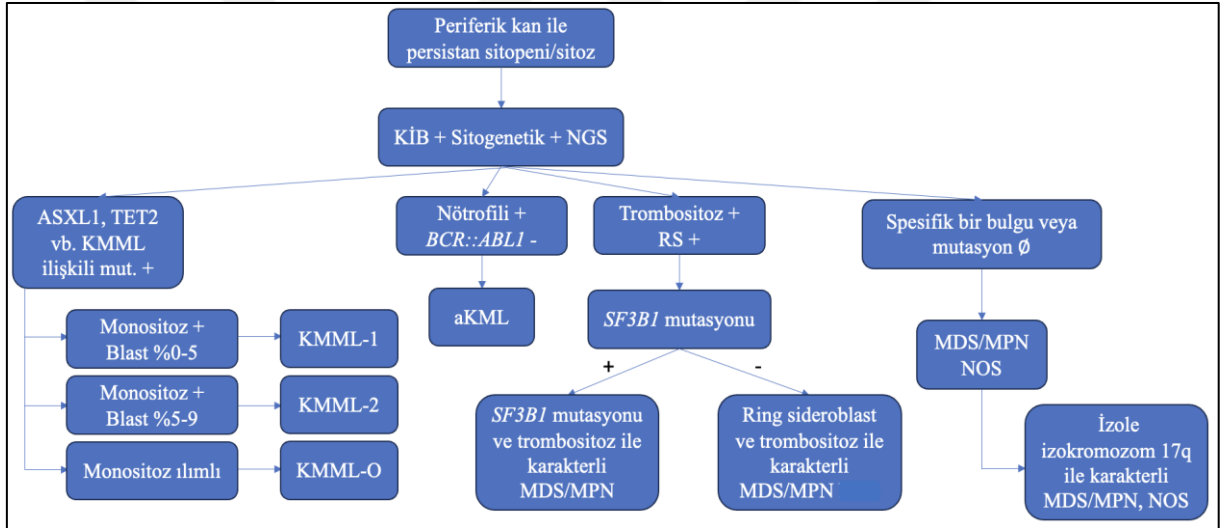 Periferik kan ile
persistan sitopeni/sitoz
KİB + Sitogenetik + NGS
ASXL1, TET2
vb. KMML
ilişkili mut. +
Nötrofili +
BCR::ABL1 -
Trombositoz +
RS +
Spesifik bir bulgu veya
mutasyon Ø
Monositoz +
Blast %0-5
KMML-1
Monositoz +
Blast %5-9
KMML-2
Monositoz ılımlı
KMML-O
aKML
SF3B1 mutasyonu
+
-
SF3B1 mutasyonu
ve trombositoz ile
karakterli
MDS/MPN
Ring sideroblast
ve trombositoz ile
karakterli
MDS/MPN
MDS/MPN
NOS
İzole
izokromozom 17q
ile karakterli
MDS/MPN, NOS